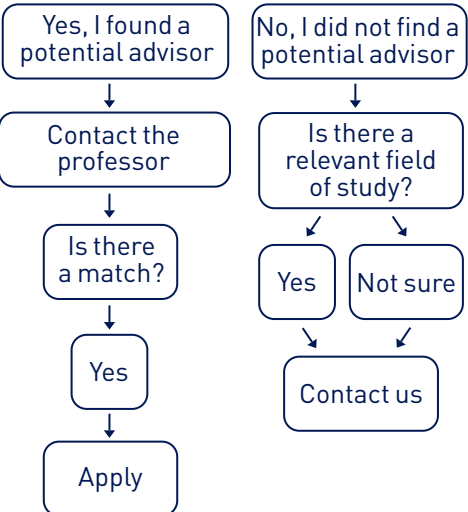 Yes, I found a
potential advisor
Contact the
professor
Is there
a match?
Yes
Apply
No, I did not find a
potential advisor
Is there a
relevant field
of study?
Yes
Not sure
Contact us